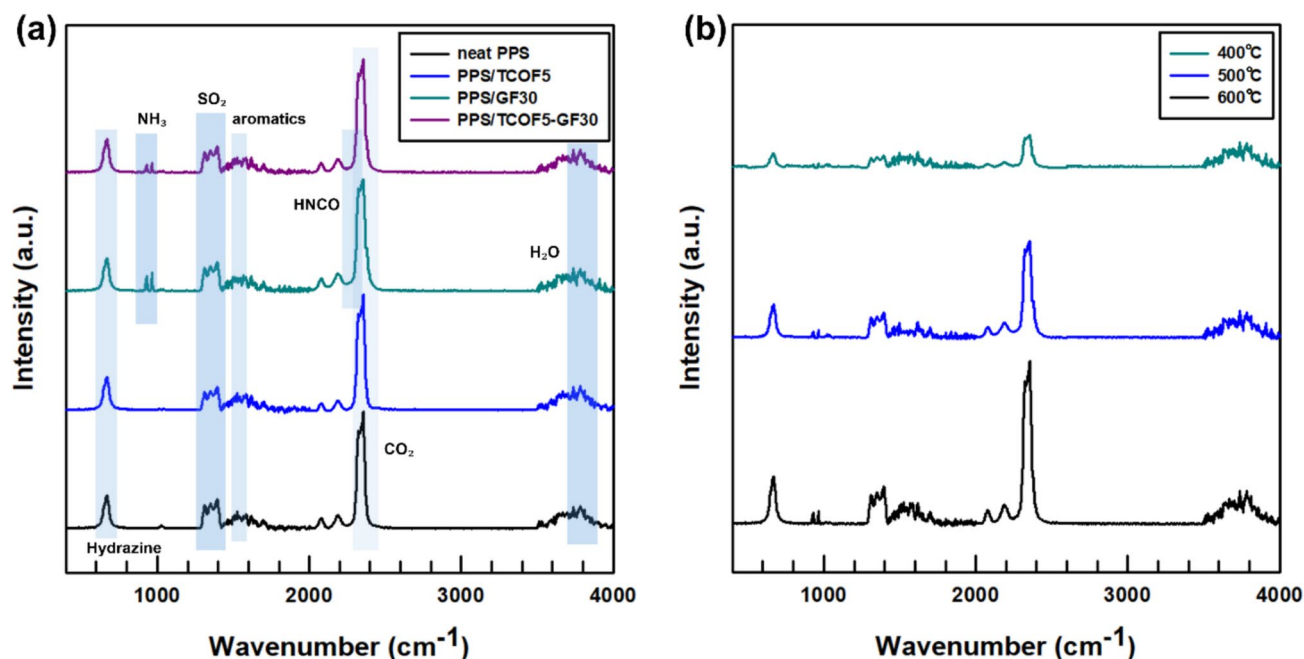 (a)
neat PPS
PPS/TCOF5
PPS/GF30
PPS/TCOF5-GF30
NH₃
SO₂
aromatics
HNCO
H₂O
CO₂
Hydrazine
Intensity (a.u.)
1000 2000 3000 4000
Wavenumber (cm⁻¹)
(b)
400℃
500℃
600℃
Intensity (a.u.)
1000 2000 3000 4000
Wavenumber (cm⁻¹)